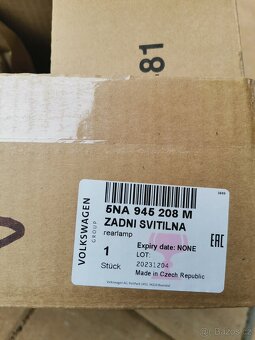 81
VOLKSWAGEN
GROUP
5NA 945 208 M
ZADNI SVITILNA
rearlamp
1
Stück
Expiry date: NONE
LOT:
20231204
Made in Czech Republic
EAC